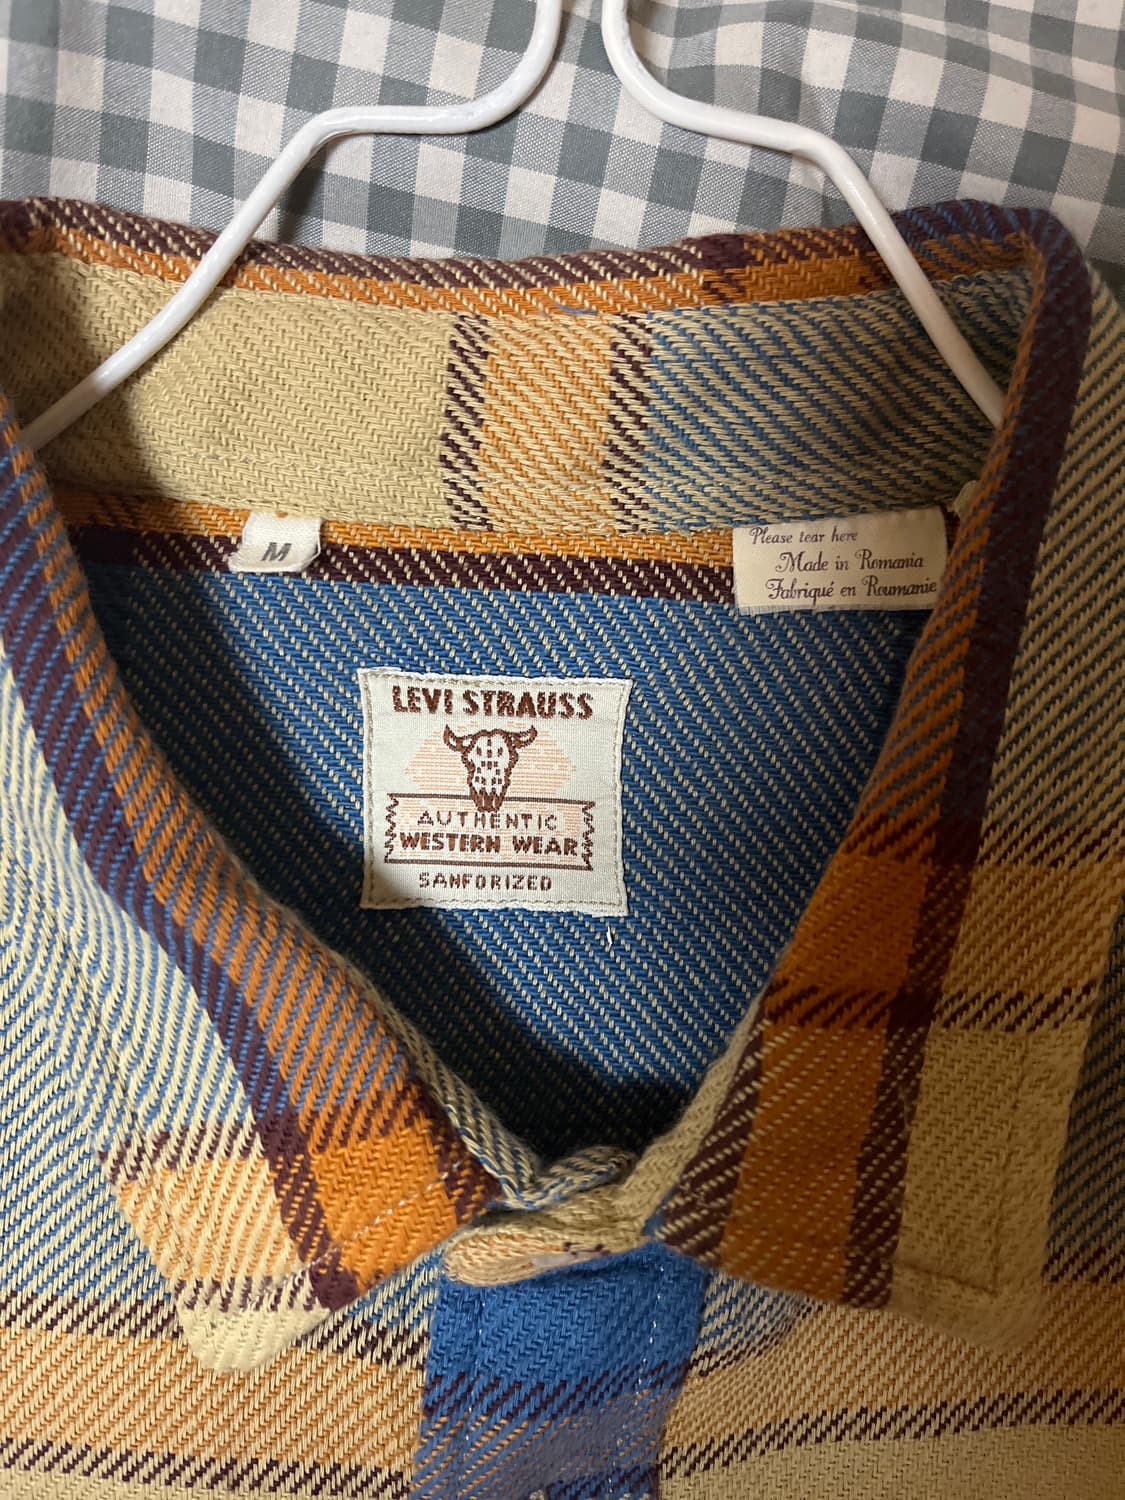 M
Please tear here
Made in Romania
Fabriqué en Roumanie
LEVI STRAUSS
AUTHENTIC
WESTERN WEAR
SANFORIZED